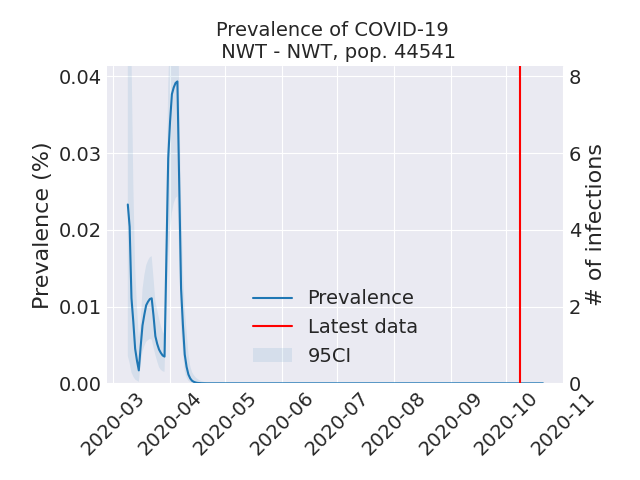 Prevalence of COVID-19
NWT - NWT, pop. 44541
Prevalence (%)
0.04
0.03
0.02
0.01
0.00
8
6
4
2
0
# of infections
Prevalence
Latest data
95CI
2020-03
2020-04
2020-05
2020-06
2020-07
2020-08
2020-09
2020-10
2020-11